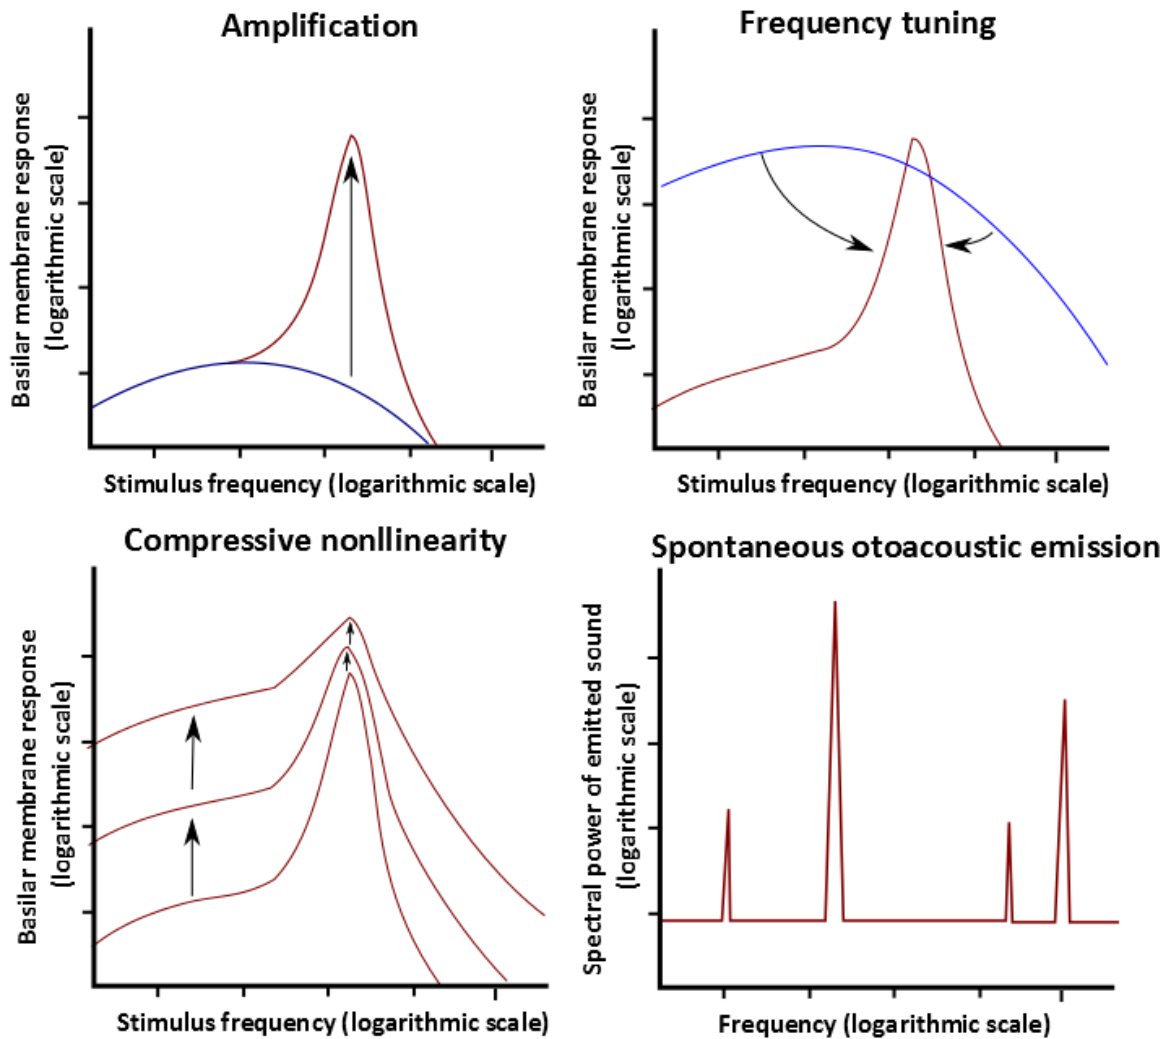 Amplification
Basilar membrane response
(logarithmic scale)
Stimulus frequency (logarithmic scale)
Frequency tuning
Basilar membrane response
(logarithmic scale)
Stimulus frequency (logarithmic scale)
Compressive nonllinearity
Basilar membrane response
(logarithmic scale)
Stimulus frequency (logarithmic scale)
Spontaneous otoacoustic emission
Spectral power of emitted sound
(logarithmic scale)
Frequency (logarithmic scale)